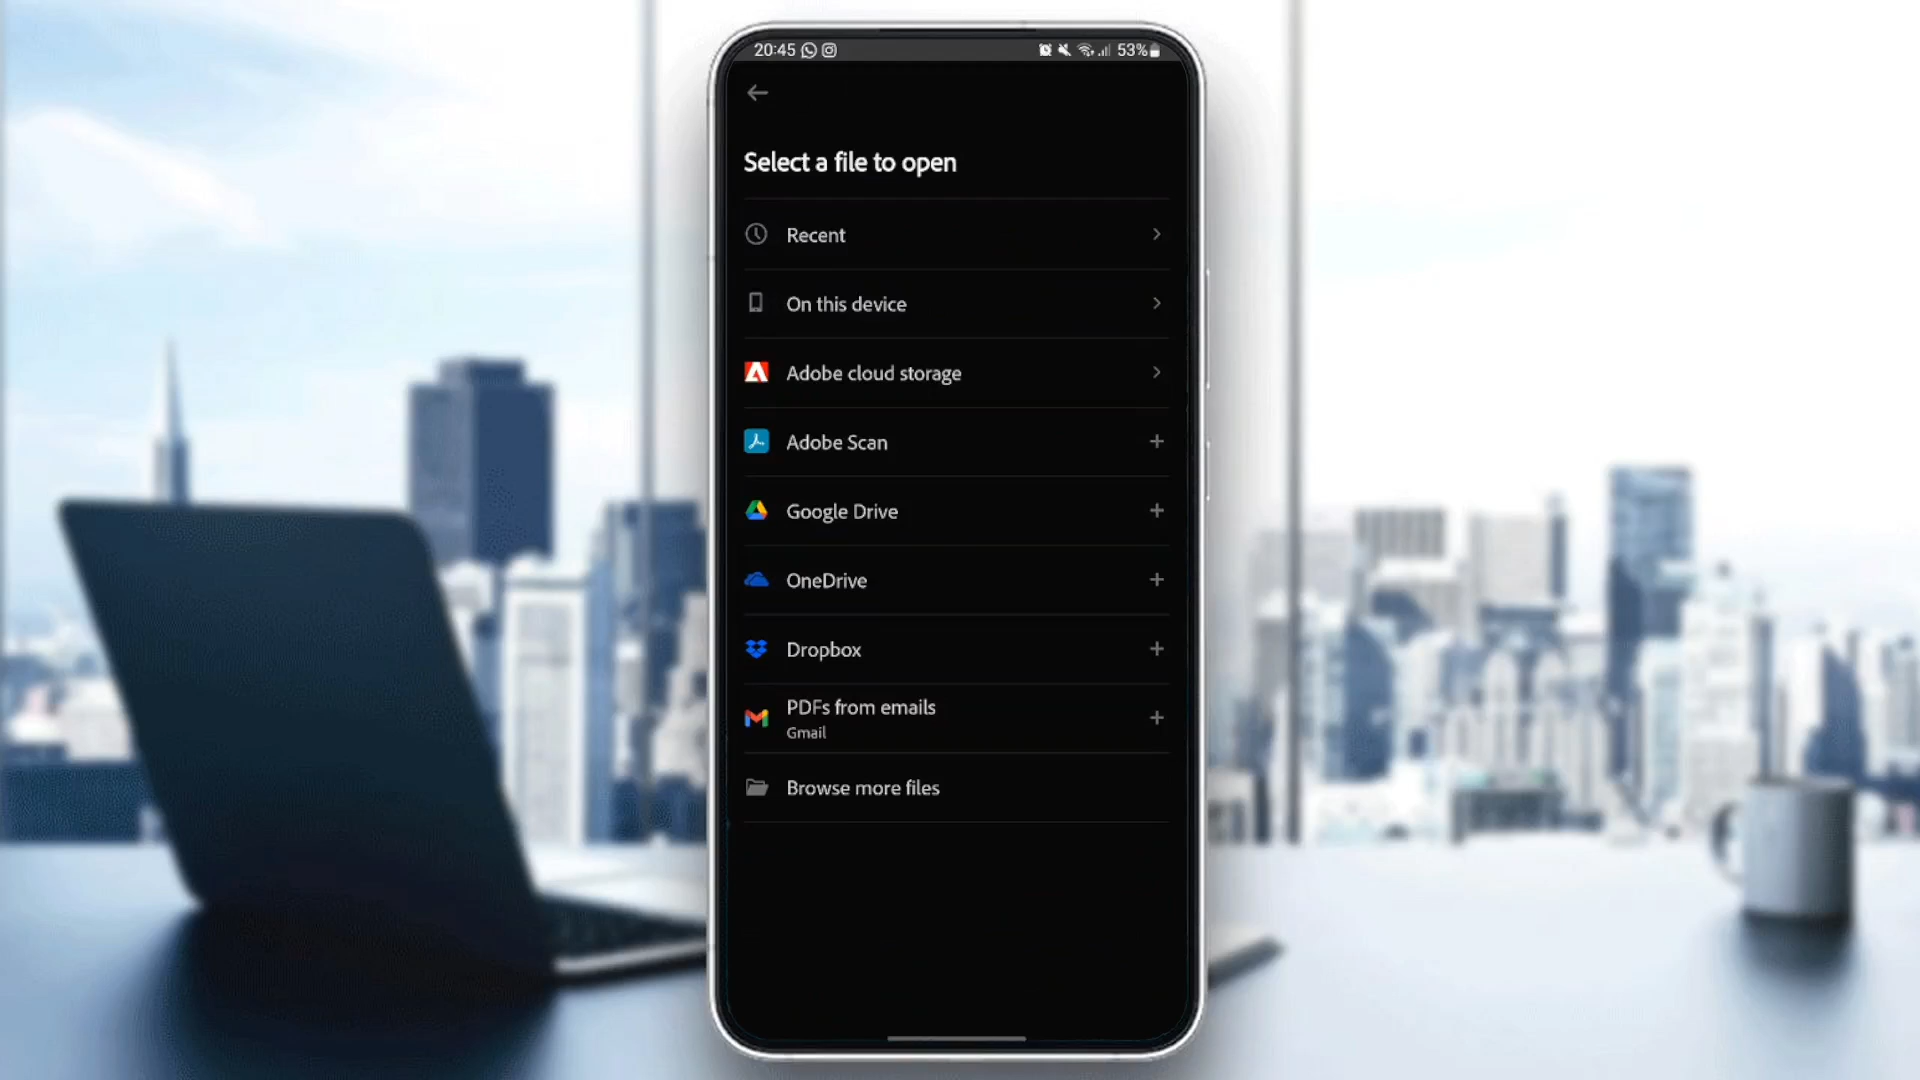 20:45 53%
Select a file to open
Recent
On this device
Adobe cloud storage
Adobe Scan
Google Drive
OneDrive
Dropbox
PDFs from emails
Gmail
Browse more files